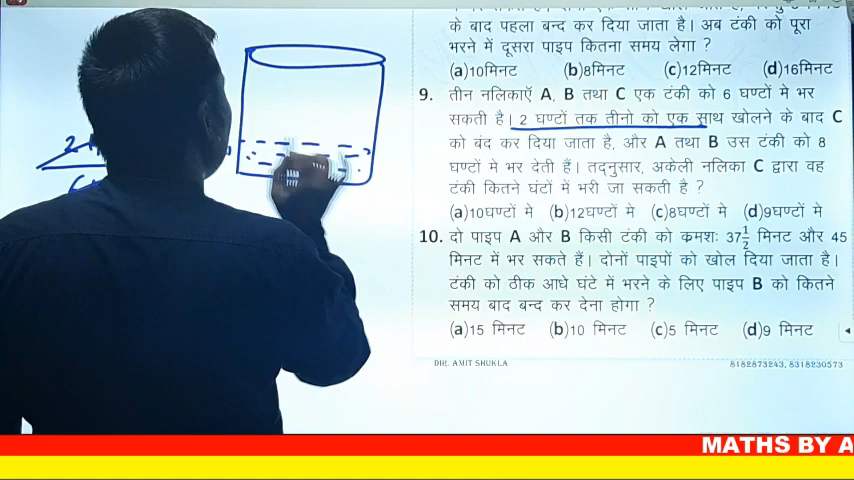 के बाद पहला बन्द कर दिया जाता है। अब टंकी को पूरा
भरने में दूसरा पाइप कितना समय लेगा ?
(a)10मिनट (b)8मिनट (c)12मिनट (d)16मिनट
9. तीन नलिकाएँ A, B तथा C एक टंकी को 6 घण्टों मे भर
सकती है। 2 घण्टों तक तीनो को एक साथ खोलने के बाद C
को बंद कर दिया जाता है, और A तथा B उस टंकी को 8
घण्टों मे भर देती हैं। तद्नुसार, अकेली नलिका C द्वारा वह
टंकी कितने घंटों में भरी जा सकती है ?
(a)10घण्टों मे (b)12घण्टों मे (c)8घण्टों मे (d)9घण्टों मे
10. दो पाइप A और B किसी टंकी को क्रमशः 37 1/2 मिनट और 45
मिनट में भर सकते हैं। दोनों पाइपों को खोल दिया जाता है।
टंकी को ठीक आधे घंटे में भरने के लिए पाइप B को कितने
समय बाद बन्द कर देना होगा ?
(a)15 मिनट (b)10 मिनट (c)5 मिनट (d)9 मिनट
DIR. AMIT SHUKLA 8182873243, 8318230573
MATHS BY A